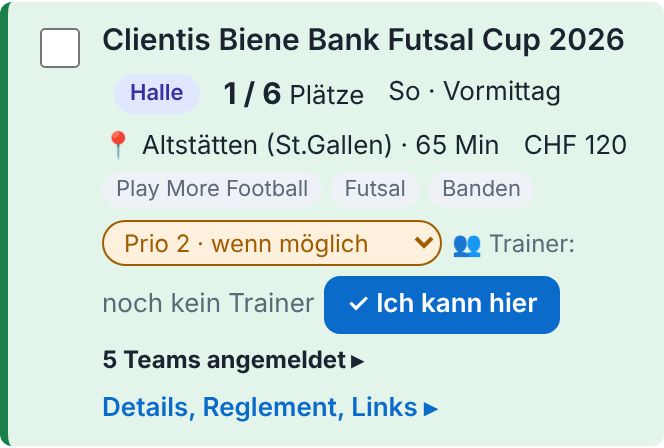 Clientis Biene Bank Futsal Cup 2026
Halle 1 / 6 Plätze So · Vormittag
📍 Altstätten (St.Gallen) · 65 Min CHF 120
Play More Football Futsal Banden
Prio 2 · wenn möglich 👥 Trainer:
noch kein Trainer ✓ Ich kann hier
5 Teams angemeldet ▸
Details, Reglement, Links ▸